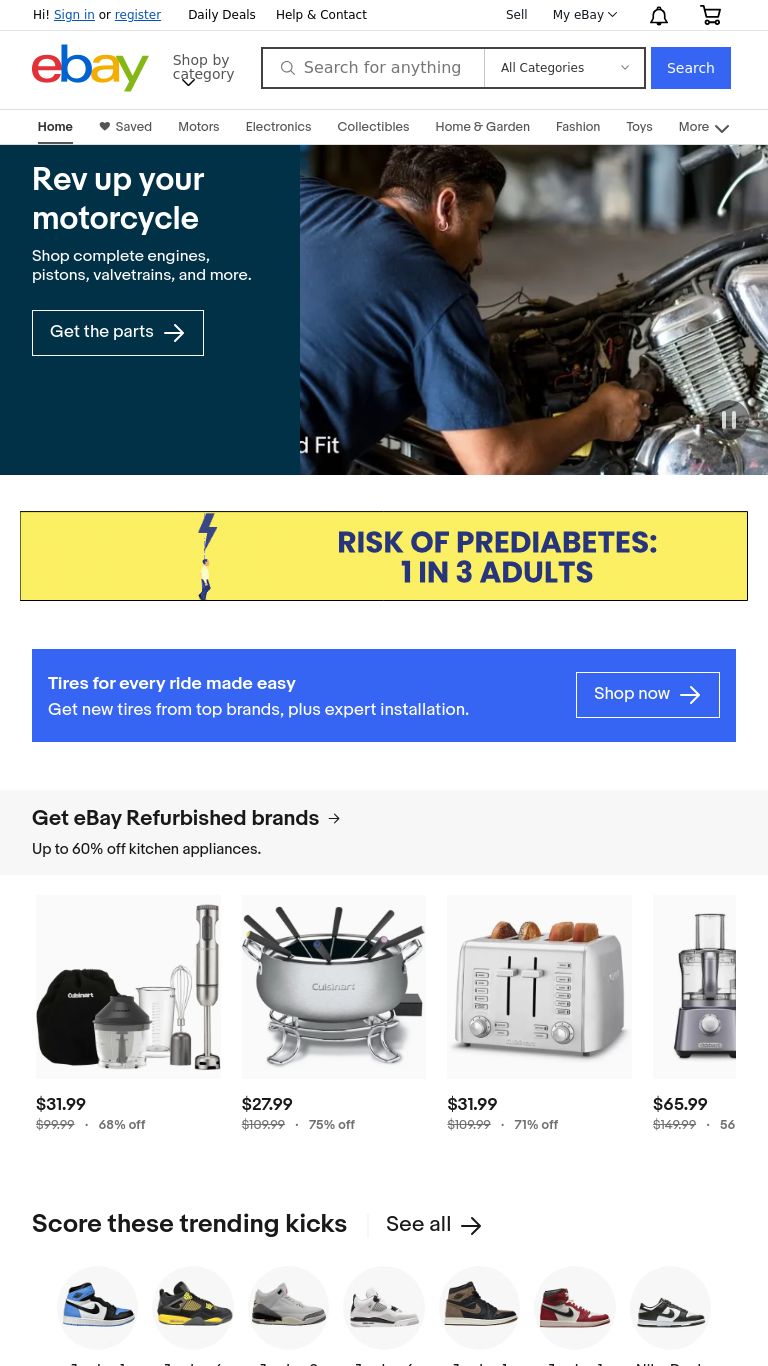 Hi! Sign in or register
Daily Deals
Help & Contact
Sell
My eBay
ebay
Shop by
category
Search for anything
All Categories
Search
Home
Saved
Motors
Electronics
Collectibles
Home & Garden
Fashion
Toys
More
Rev up your
motorcycle
Shop complete engines,
pistons, valvetrains, and more.
Get the parts
d Fit
RISK OF PREDIABETES:
1 IN 3 ADULTS
Tires for every ride made easy
Get new tires from top brands, plus expert installation.
Shop now
Get eBay Refurbished brands
Up to 60% off kitchen appliances.
Cuisinart
Cuisinart
Cuisinart
$31.99
$99.99 · 68% off
$27.99
$109.99 · 75% off
$31.99
$109.99 · 71% off
$65.99
$149.99 · 56
Score these trending kicks
See all